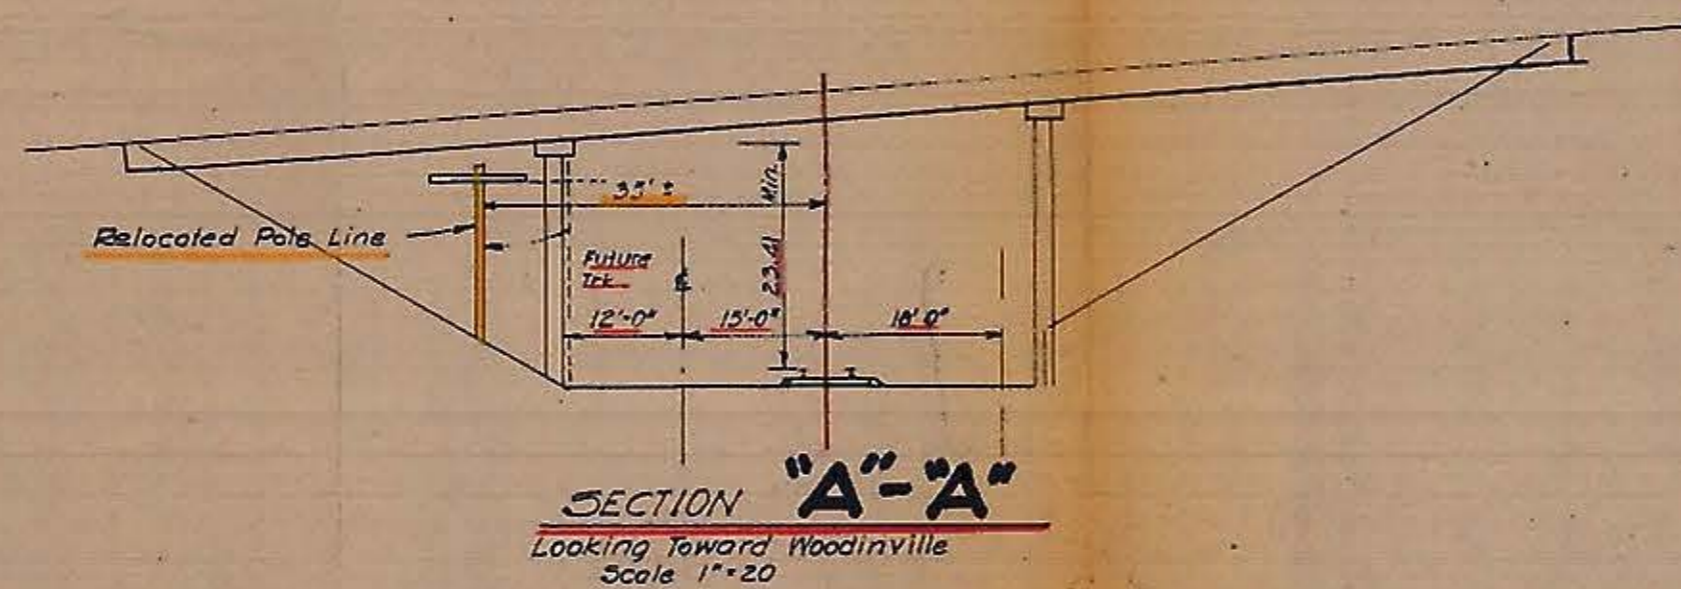 35' ±
Min.
23.41
Relocated Pole Line
Future
Trk.
℄
12'-0"
15'-0"
18'0"
SECTION "A"-"A"
Looking Toward Woodinville
Scale 1"=20